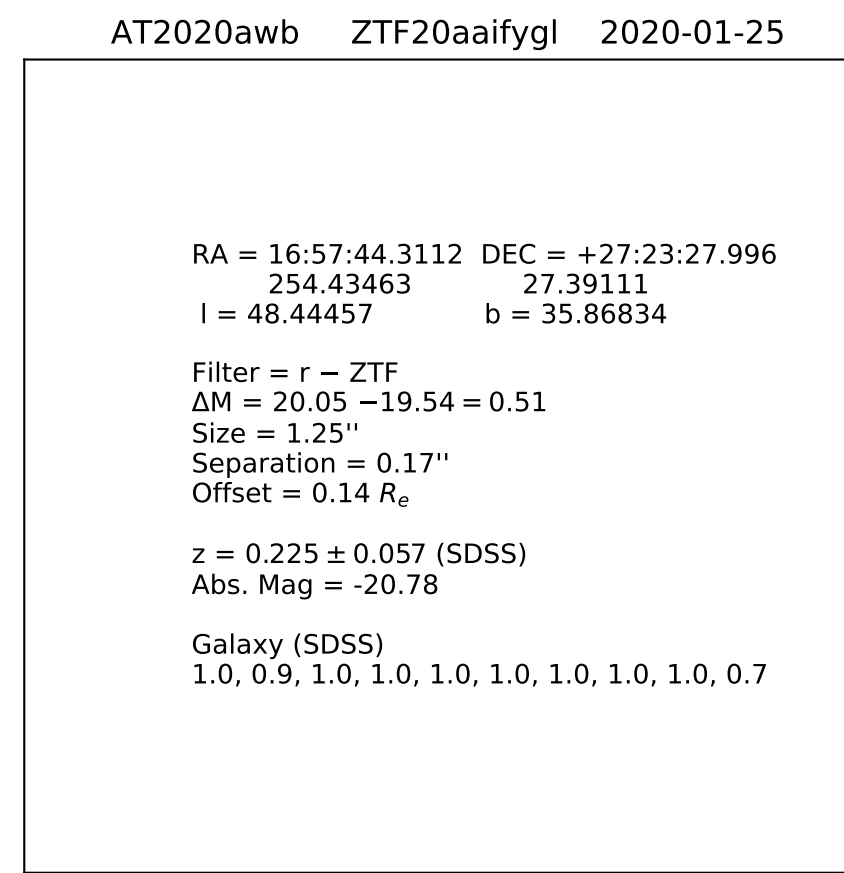 AT2020awb ZTF20aaifygl 2020-01-25
RA = 16:57:44.3112 DEC = +27:23:27.996
254.43463 27.39111
l = 48.44457 b = 35.86834
Filter = r − ZTF
ΔM = 20.05 −19.54 = 0.51
Size = 1.25''
Separation = 0.17''
Offset = 0.14 Rₑ
z = 0.225 ± 0.057 (SDSS)
Abs. Mag = -20.78
Galaxy (SDSS)
1.0, 0.9, 1.0, 1.0, 1.0, 1.0, 1.0, 1.0, 1.0, 0.7